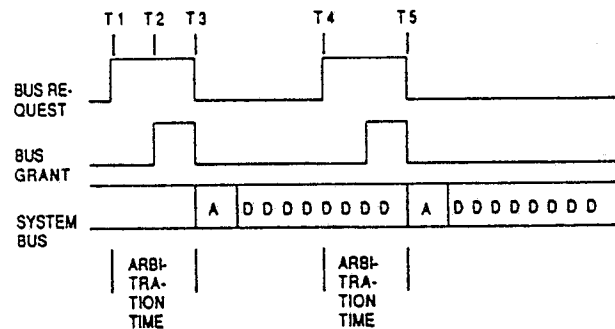 T1 T2 T3 T4 T5
BUS RE-
QUEST
BUS
GRANT
A D D D D D D D D A D D D D D D D D
SYSTEM
BUS
ARBI-
TRA-
TION
TIME
ARBI-
TRA-
TION
TIME